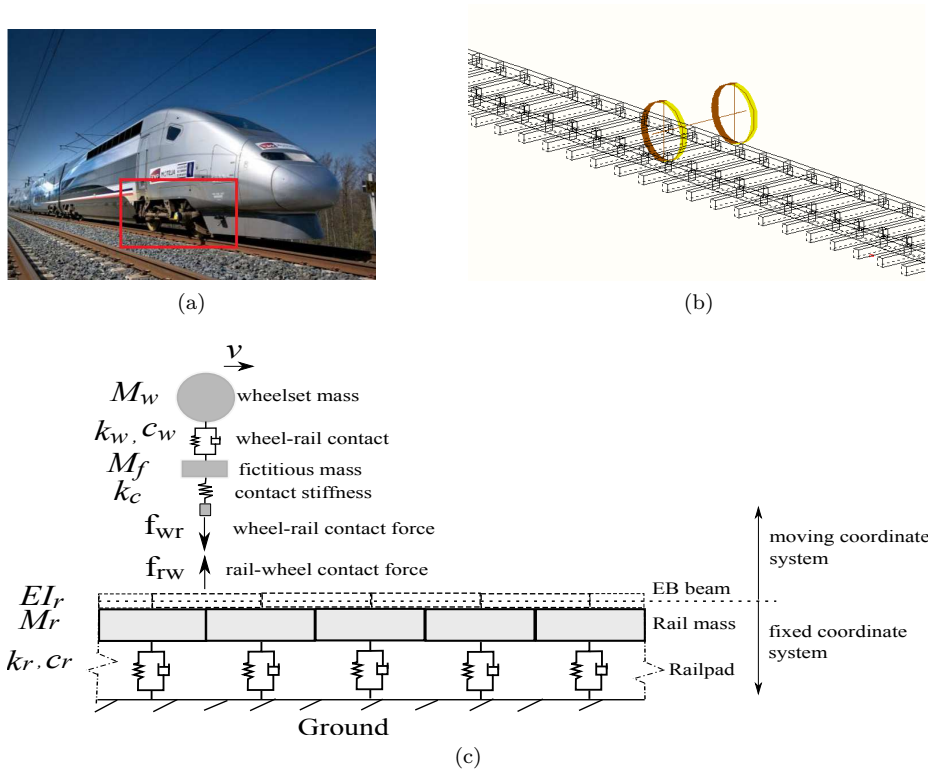 (a)
(b)
v
M_w wheelset mass
k_w, c_w wheel-rail contact
M_f fictitious mass
k_c contact stiffness
f_wr wheel-rail contact force
f_rw rail-wheel contact force
moving coordinate
system
EI_r EB beam
M_r Rail mass
fixed coordinate
system
k_r, c_r Railpad
Ground
(c)